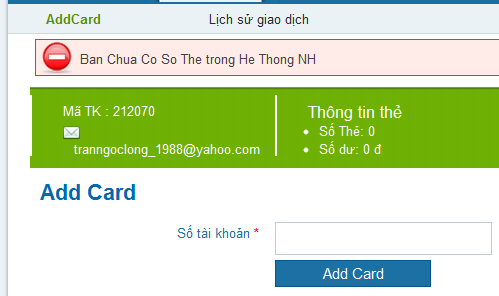 AddCard
Lịch sử giao dịch
Ban Chua Co So The trong He Thong NH
Mã TK : 212070
tranngoclong_1988@yahoo.com
Thông tin thẻ
Số Thẻ: 0
Số dư: 0 đ
Add Card
Số tài khoản *
Add Card